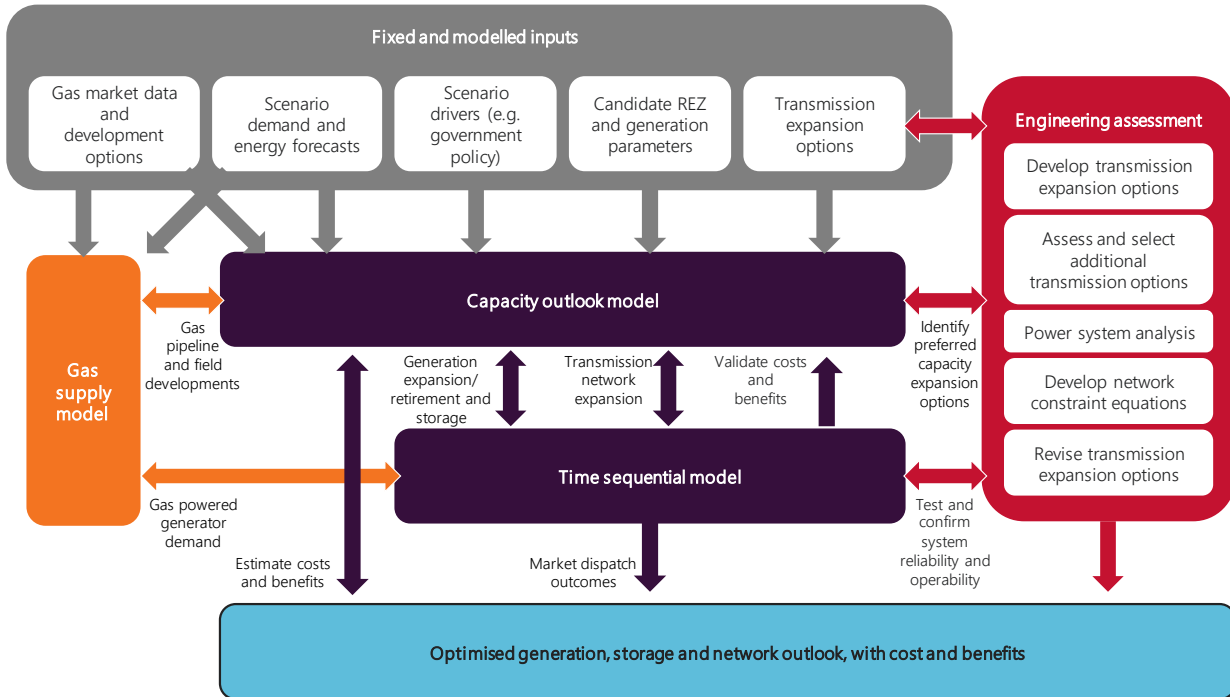 Fixed and modelled inputs
Gas market data
and
development
options
Scenario
demand and
energy forecasts
Scenario
drivers (e.g.
government
policy)
Candidate REZ
and generation
parameters
Transmission
expansion
options
Engineering assessment
Develop transmission
expansion options
Assess and select
additional
transmission options
Power system analysis
Develop network
constraint equations
Revise transmission
expansion options
Capacity outlook model
Gas
supply
model
Gas
pipeline
and field
developments
Generation
expansion/
retirement and
storage
Transmission
network
expansion
Validate costs
and
benefits
Identify
preferred
capacity
expansion
options
Time sequential model
Gas powered
generator
demand
Estimate costs
and benefits
Market dispatch
outcomes
Test and
confirm
system
reliability and
operability
Optimised generation, storage and network outlook, with cost and benefits